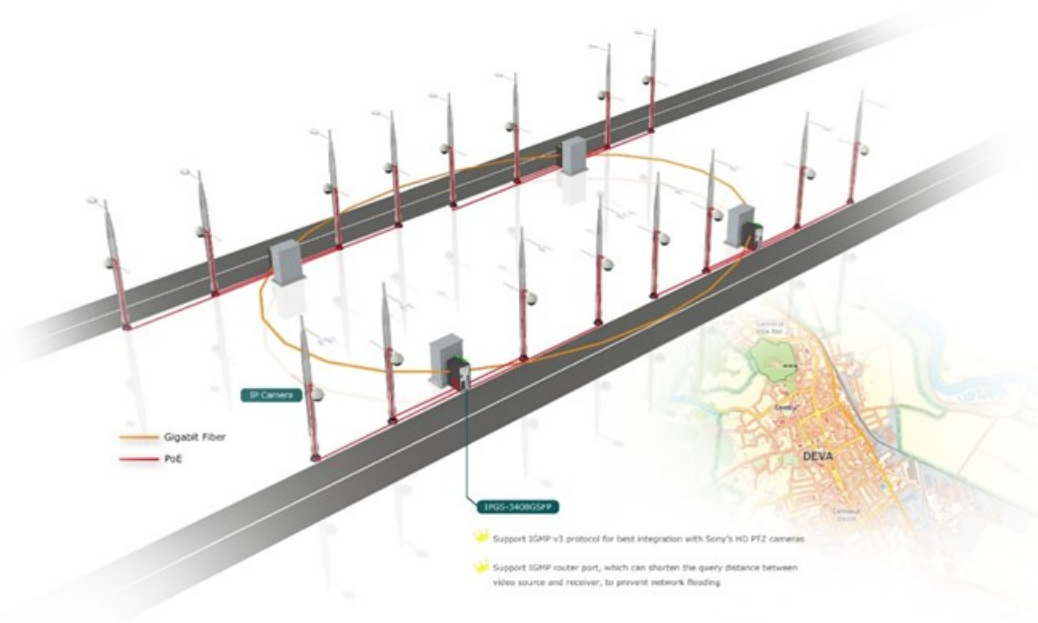 IP Camera
Gigabit Fiber
PoE
IPGS-3408GSFP
Support IGMP v3 protocol for best integration with Sony's HD PTZ cameras
Support IGMP router port, which can shorten the query distance between
video source and receiver, to prevent network flooding
DEVA